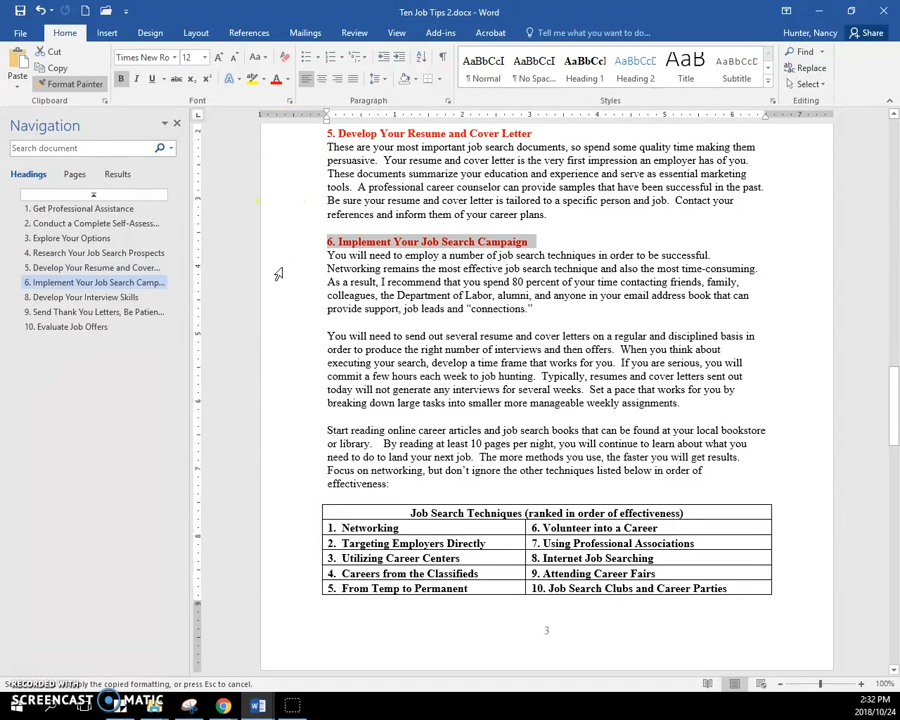 Ten Job Tips 2.docx - Word
File Home Insert Design Layout References Mailings Review View Add-ins Acrobat Tell me what you want to do... Hunter, Nancy Share
Paste
Cut
Copy
Format Painter
Clipboard
Times New Ro 12
Font
Paragraph
AaBbCc AaBbCc AaBbCc AaBbCc AaB AaBbCcI
¶ Normal ¶ No Spac... Heading 1 Heading 2 Title Subtitle
Styles
Find
Replace
Select
Editing
Navigation
Search document
Headings Pages Results
1. Get Professional Assistance
2. Conduct a Complete Self-Assess...
3. Explore Your Options
4. Research Your Job Search Prospects
5. Develop Your Resume and Cover...
6. Implement Your Job Search Camp...
8. Develop Your Interview Skills
9. Send Thank You Letters, Be Patien...
10. Evaluate Job Offers
5. Develop Your Resume and Cover Letter
These are your most important job search documents, so spend some quality time making them
persuasive. Your resume and cover letter is the very first impression an employer has of you.
These documents summarize your education and experience and serve as essential marketing
tools. A professional career counselor can provide samples that have been successful in the past.
Be sure your resume and cover letter is tailored to a specific person and job. Contact your
references and inform them of your career plans.
6. Implement Your Job Search Campaign
You will need to employ a number of job search techniques in order to be successful.
Networking remains the most effective job search technique and also the most time-consuming.
As a result, I recommend that you spend 80 percent of your time contacting friends, family,
colleagues, the Department of Labor, alumni, and anyone in your email address book that can
provide support, job leads and “connections.”
You will need to send out several resume and cover letters on a regular and disciplined basis in
order to produce the right number of interviews and then offers. When you think about
executing your search, develop a time frame that works for you. If you are serious, you will
commit a few hours each week to job hunting. Typically, resumes and cover letters sent out
today will not generate any interviews for several weeks. Set a pace that works for you by
breaking down large tasks into smaller more manageable weekly assignments.
Start reading online career articles and job search books that can be found at your local bookstore
or library. By reading at least 10 pages per night, you will continue to learn about what you
need to do to land your next job. The more methods you use, the faster you will get results.
Focus on networking, but don’t ignore the other techniques listed below in order of
effectiveness:
Job Search Techniques (ranked in order of effectiveness)
1. Networking 6. Volunteer into a Career
2. Targeting Employers Directly 7. Using Professional Associations
3. Utilizing Career Centers 8. Internet Job Searching
4. Careers from the Classifieds 9. Attending Career Fairs
5. From Temp to Permanent 10. Job Search Clubs and Career Parties
3
RECORDED WITH
SCREENCAST MATIC
ply the copied formatting, or press Esc to cancel.
100%
2:32 PM
2018/10/24